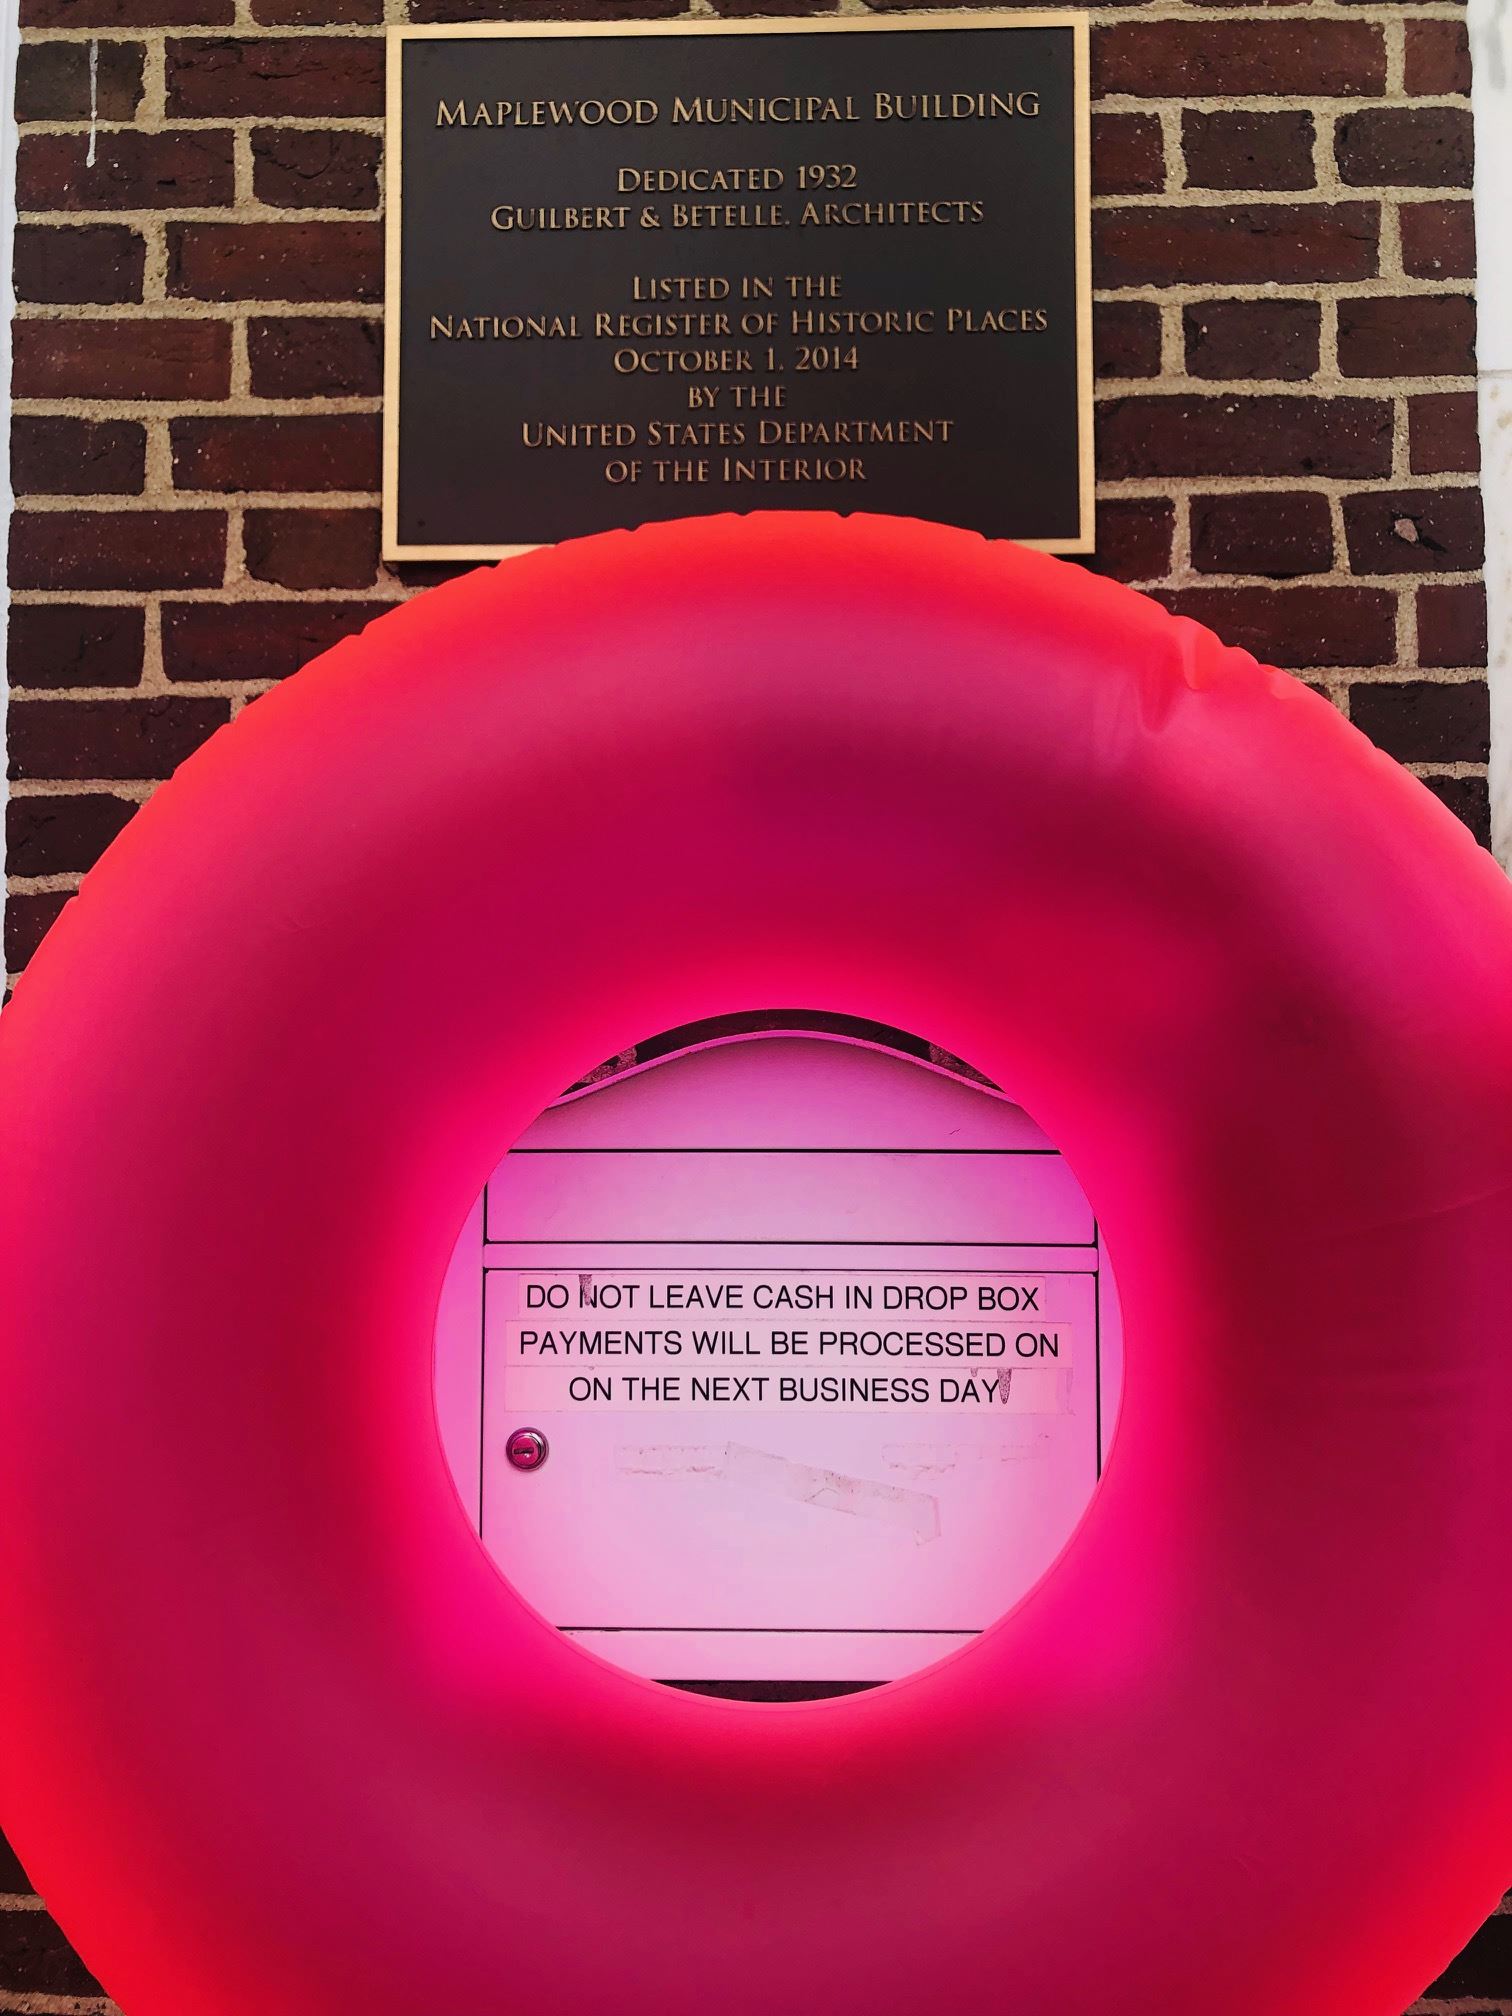 MAPLEWOOD MUNICIPAL BUILDING
DEDICATED 1932
GUILBERT & BETELLE, ARCHITECTS
LISTED IN THE
NATIONAL REGISTER OF HISTORIC PLACES
OCTOBER 1, 2014
BY THE
UNITED STATES DEPARTMENT
OF THE INTERIOR
DO NOT LEAVE CASH IN DROP BOX
PAYMENTS WILL BE PROCESSED ON
ON THE NEXT BUSINESS DAY